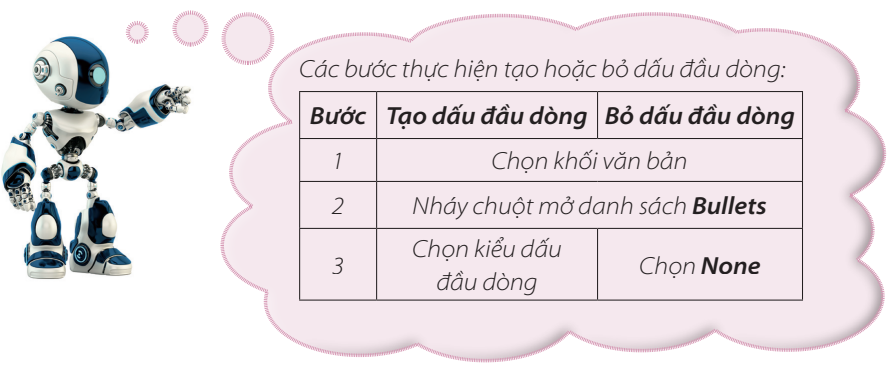 Các bước thực hiện tạo hoặc bỏ dấu đầu dòng:
Bước Tạo dấu đầu dòng Bỏ dấu đầu dòng
1 Chọn khối văn bản
2 Nháy chuột mở danh sách Bullets
3 Chọn kiểu dấu đầu dòng Chọn None